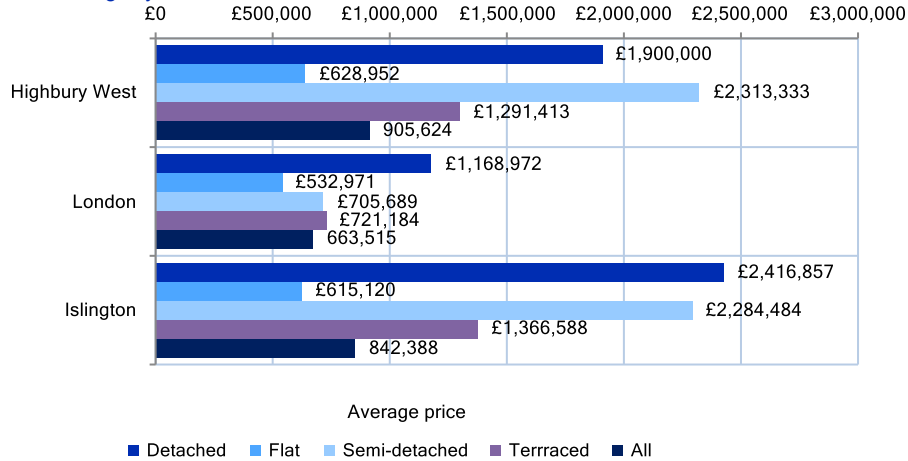 £0 £500,000 £1,000,000 £1,500,000 £2,000,000 £2,500,000 £3,000,000
£1,900,000
£628,952
Highbury West £2,313,333
£1,291,413
905,624
£1,168,972
£532,971
London £705,689
£721,184
663,515
£2,416,857
£615,120
Islington £2,284,484
£1,366,588
842,388
Average price
Detached Flat Semi-detached Terrraced All